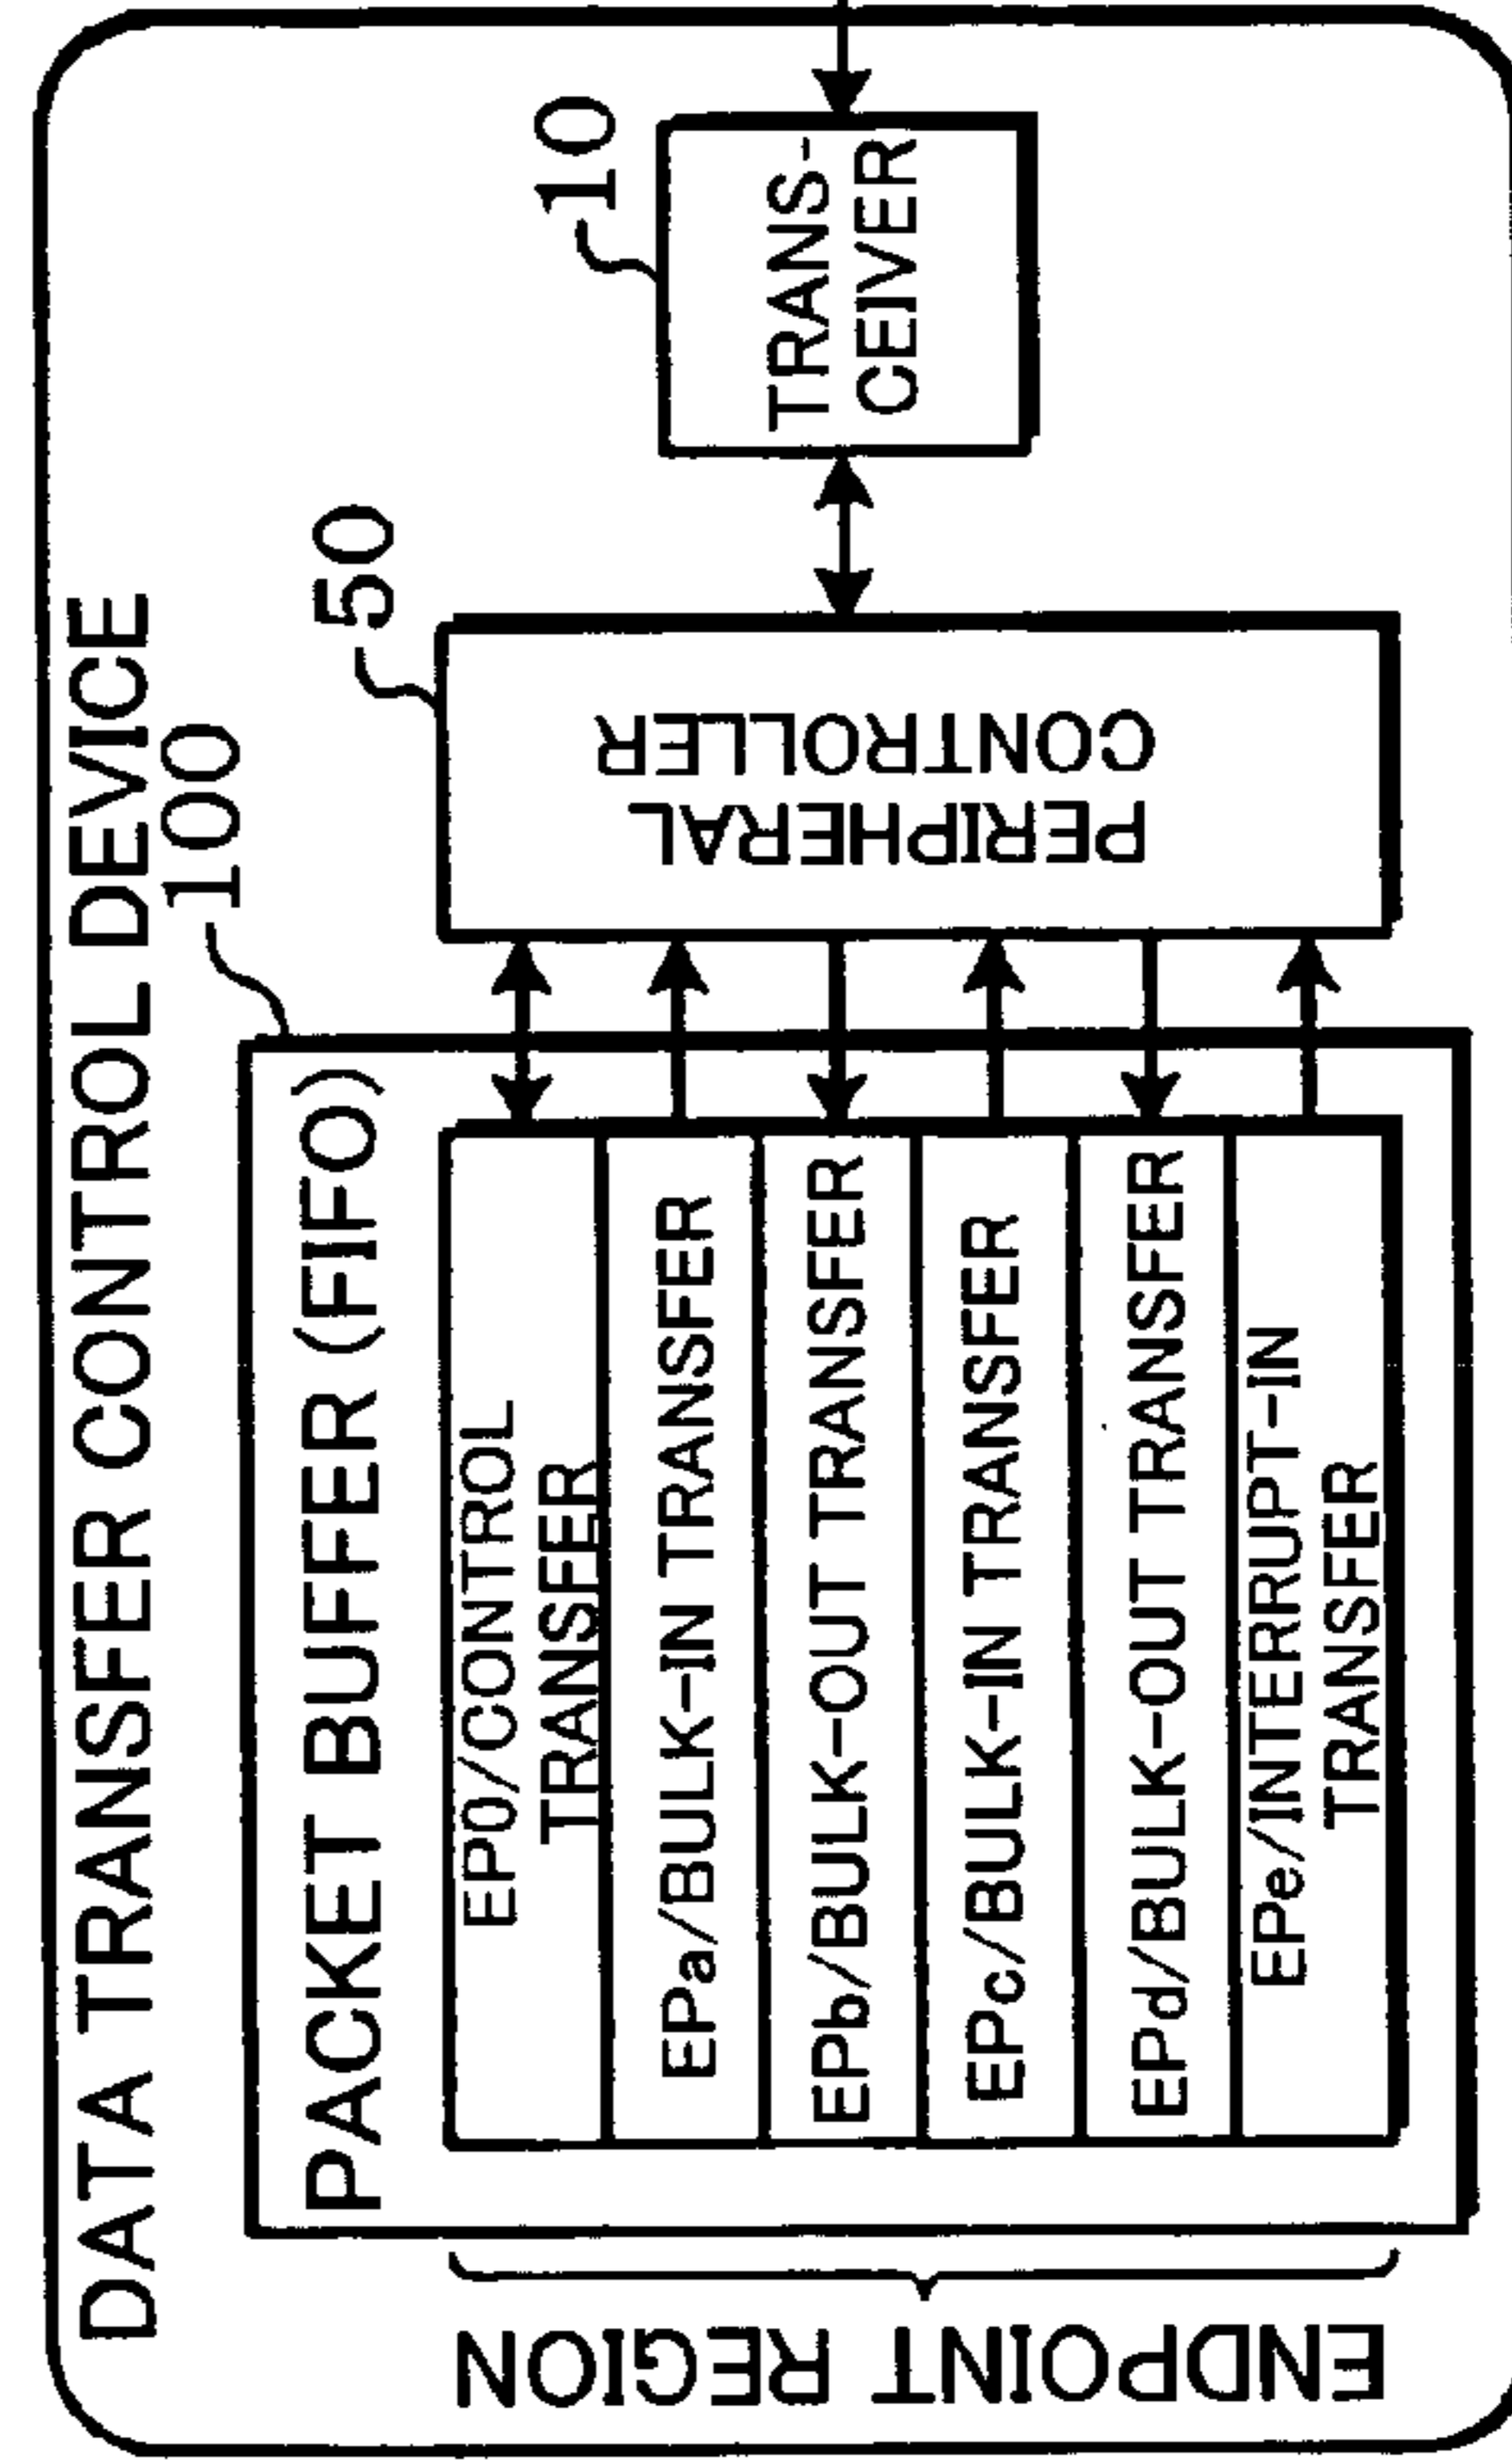 DATA TRANSFER CONTROL DEVICE
100
PACKET BUFFER (FIFO)
EP0/CONTROL
TRANSFER
EPa/BULK-IN TRANSFER
EPb/BULK-OUT TRANSFER
EPc/BULK-IN TRANSFER
EPd/BULK-OUT TRANSFER
EPe/INTERRUPT-IN
TRANSFER
ENDPOINT REGION
50
PERIPHERAL
CONTROLLER
10
TRANS-
CEIVER